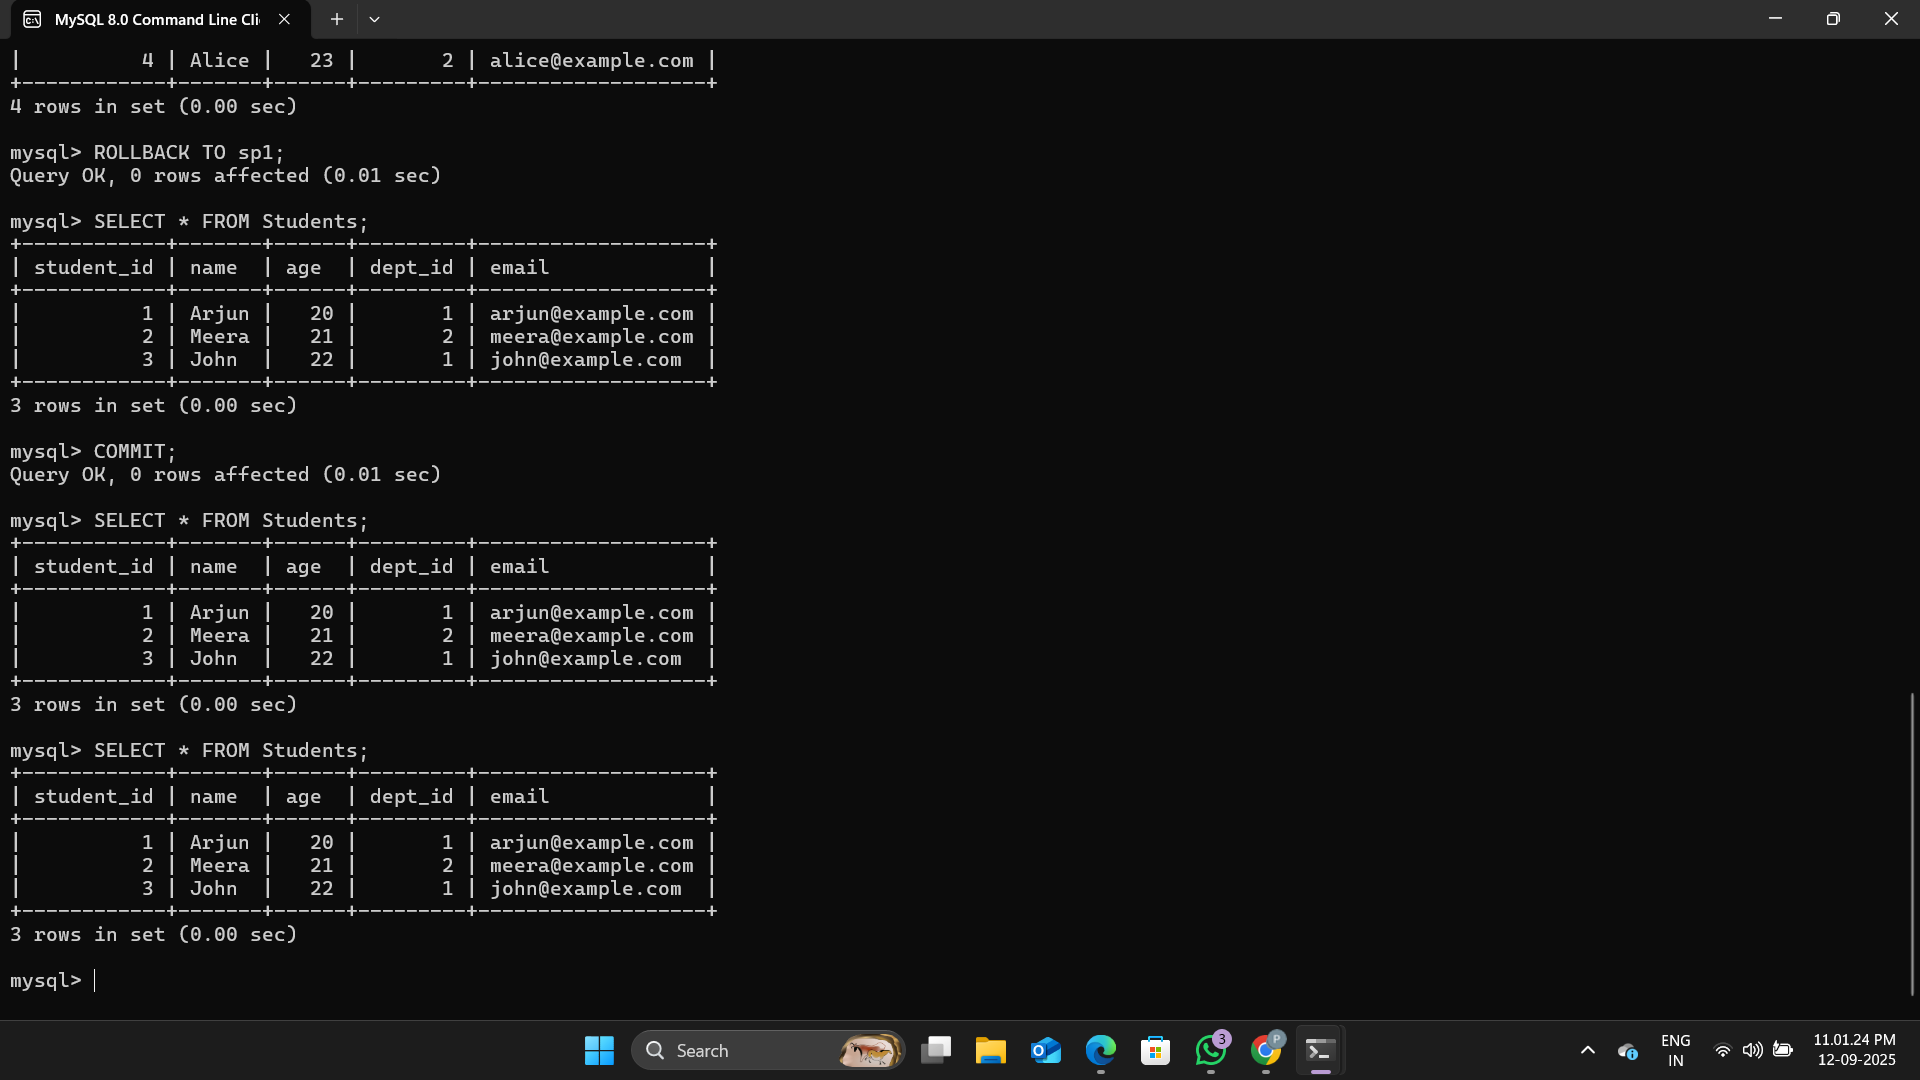 MySQL 8.0 Command Line Cli
|          4 | Alice |   23 |       2 | alice@example.com |
+------------+-------+------+---------+-------------------+
4 rows in set (0.00 sec)
mysql> ROLLBACK TO sp1;
Query OK, 0 rows affected (0.01 sec)
mysql> SELECT * FROM Students;
+------------+-------+------+---------+-------------------+
| student_id | name  | age  | dept_id | email             |
+------------+-------+------+---------+-------------------+
|          1 | Arjun |   20 |       1 | arjun@example.com |
|          2 | Meera |   21 |       2 | meera@example.com |
|          3 | John  |   22 |       1 | john@example.com  |
+------------+-------+------+---------+-------------------+
3 rows in set (0.00 sec)
mysql> COMMIT;
Query OK, 0 rows affected (0.01 sec)
mysql> SELECT * FROM Students;
+------------+-------+------+---------+-------------------+
| student_id | name  | age  | dept_id | email             |
+------------+-------+------+---------+-------------------+
|          1 | Arjun |   20 |       1 | arjun@example.com |
|          2 | Meera |   21 |       2 | meera@example.com |
|          3 | John  |   22 |       1 | john@example.com  |
+------------+-------+------+---------+-------------------+
3 rows in set (0.00 sec)
mysql> SELECT * FROM Students;
+------------+-------+------+---------+-------------------+
| student_id | name  | age  | dept_id | email             |
+------------+-------+------+---------+-------------------+
|          1 | Arjun |   20 |       1 | arjun@example.com |
|          2 | Meera |   21 |       2 | meera@example.com |
|          3 | John  |   22 |       1 | john@example.com  |
+------------+-------+------+---------+-------------------+
3 rows in set (0.00 sec)
mysql>
Search
3
P
ENG
IN
11.01.24 PM
12-09-2025